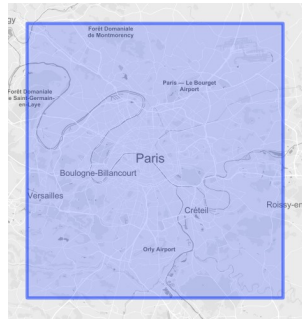 gy
Forêt Domaniale
de Montmorency
Paris — Le Bourget
Airport
Forêt Domaniale
e Saint-Germain-
en-Laye
Paris
Boulogne-Billancourt
Versailles
Créteil
Roissy-en
Orly Airport